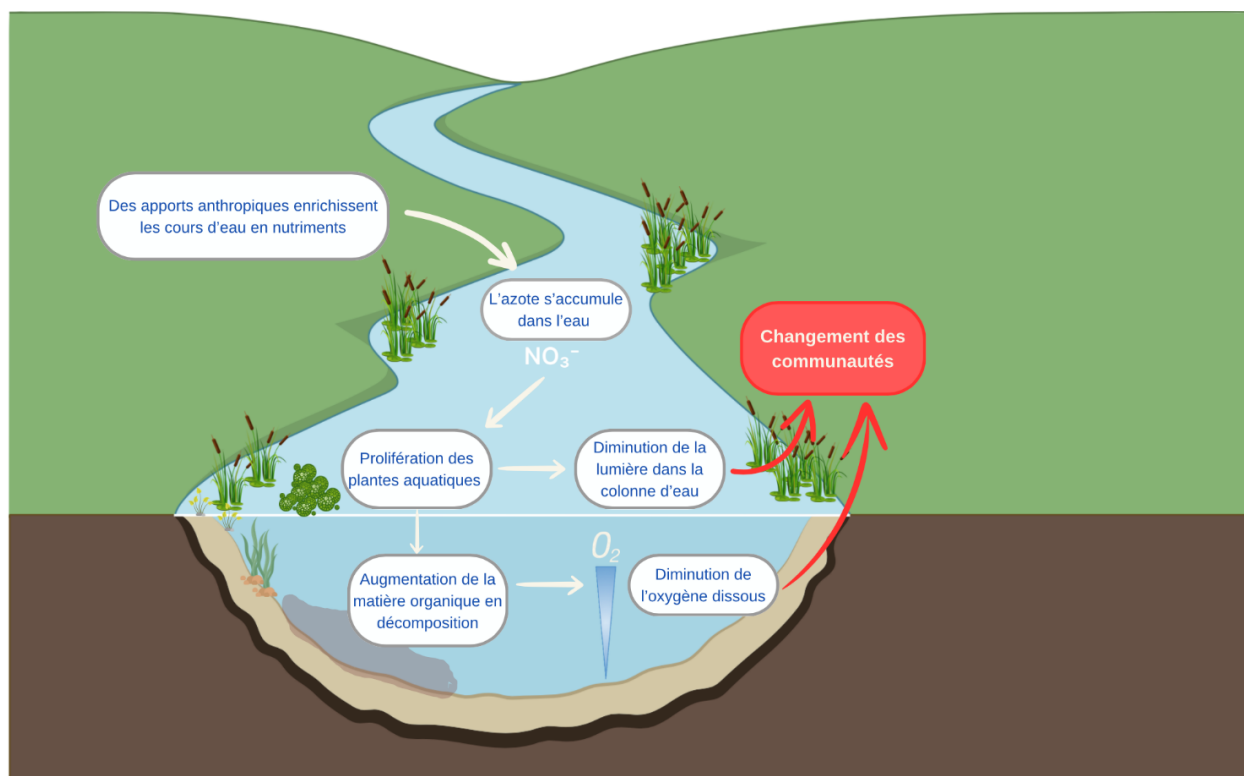 Des apports anthropiques enrichissent
les cours d’eau en nutriments
L’azote s’accumule
dans l’eau
NO₃⁻
Changement des
communautés
Prolifération des
plantes aquatiques
Diminution de la
lumière dans la
colonne d’eau
Augmentation de la
matière organique en
décomposition
O₂
Diminution de
l’oxygène dissous